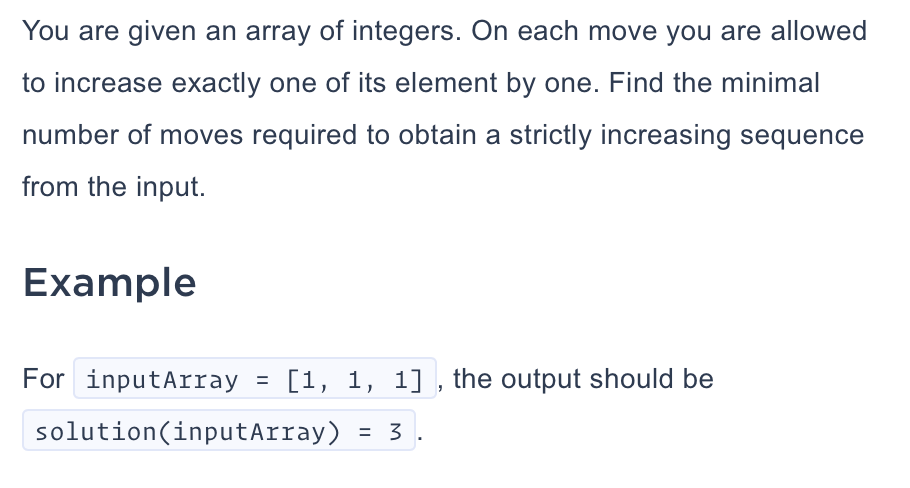 You are given an array of integers. On each move you are allowed
to increase exactly one of its element by one. Find the minimal
number of moves required to obtain a strictly increasing sequence
from the input.
Example
For inputArray = [1, 1, 1], the output should be
solution(inputArray) = 3.